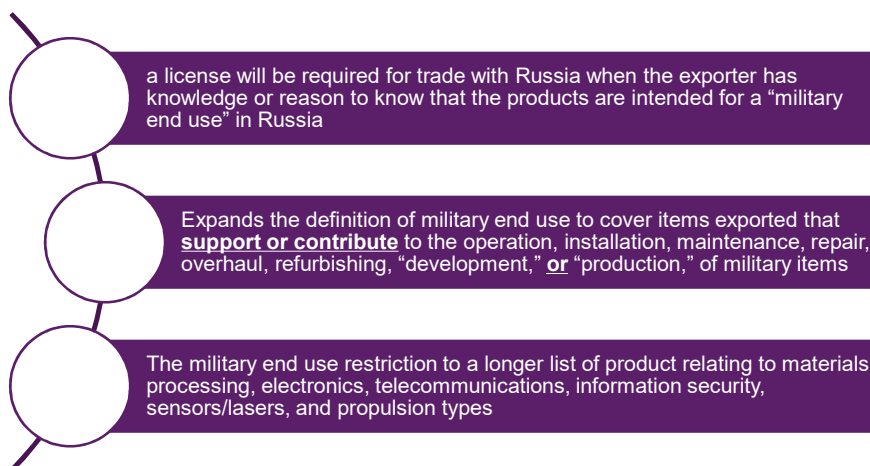 a license will be required for trade with Russia when the exporter has
knowledge or reason to know that the products are intended for a “military
end use” in Russia
Expands the definition of military end use to cover items exported that
support or contribute to the operation, installation, maintenance, repair,
overhaul, refurbishing, “development,” or “production,” of military items
The military end use restriction to a longer list of product relating to materials
processing, electronics, telecommunications, information security,
sensors/lasers, and propulsion types